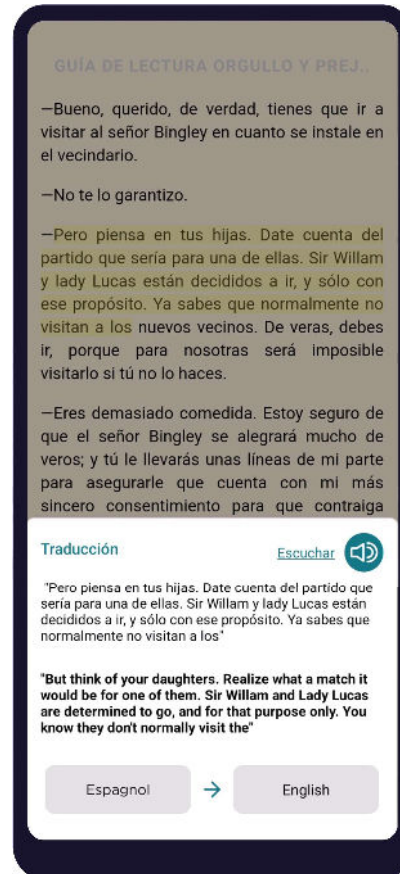 GUÍA DE LECTURA ORGULLO Y PREJ..
—Bueno, querido, de verdad, tienes que ir a
visitar al señor Bingley en cuanto se instale en
el vecindario.
—No te lo garantizo.
—Pero piensa en tus hijas. Date cuenta del
partido que sería para una de ellas. Sir Willam
y lady Lucas están decididos a ir, y sólo con
ese propósito. Ya sabes que normalmente no
visitan a los nuevos vecinos. De veras, debes
ir, porque para nosotras será imposible
visitarlo si tú no lo haces.
—Eres demasiado comedida. Estoy seguro de
que el señor Bingley se alegrará mucho de
veros; y tú le llevarás unas líneas de mi parte
para asegurarle que cuenta con mi más
sincero consentimiento para que contraiga
Traducción
Escuchar
"Pero piensa en tus hijas. Date cuenta del partido que
sería para una de ellas. Sir Willam y lady Lucas están
decididos a ir, y sólo con ese propósito. Ya sabes que
normalmente no visitan a los"
"But think of your daughters. Realize what a match it
would be for one of them. Sir Willam and Lady Lucas
are determined to go, and for that purpose only. You
know they don't normally visit the"
Espagnol → English